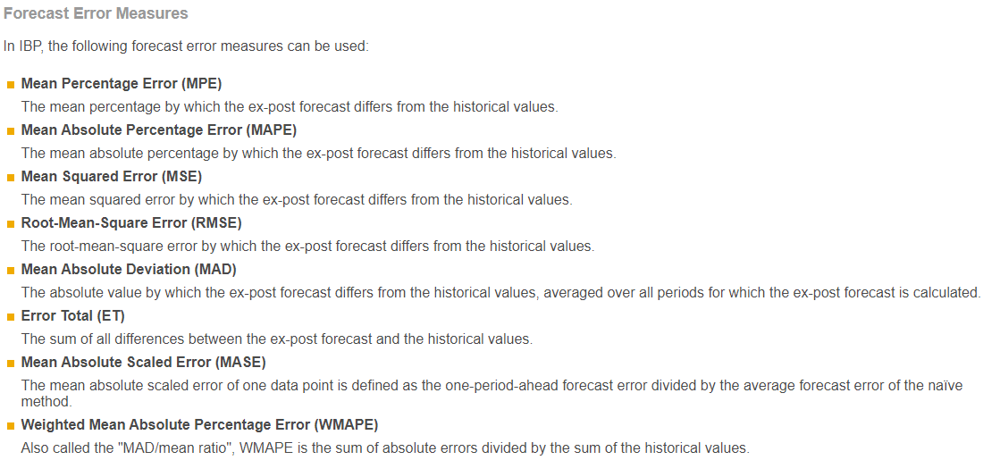 Forecast Error Measures
In IBP, the following forecast error measures can be used:
Mean Percentage Error (MPE)
The mean percentage by which the ex-post forecast differs from the historical values.
Mean Absolute Percentage Error (MAPE)
The mean absolute percentage by which the ex-post forecast differs from the historical values.
Mean Squared Error (MSE)
The mean squared error by which the ex-post forecast differs from the historical values.
Root-Mean-Square Error (RMSE)
The root-mean-square error by which the ex-post forecast differs from the historical values.
Mean Absolute Deviation (MAD)
The absolute value by which the ex-post forecast differs from the historical values, averaged over all periods for which the ex-post forecast is calculated.
Error Total (ET)
The sum of all differences between the ex-post forecast and the historical values.
Mean Absolute Scaled Error (MASE)
The mean absolute scaled error of one data point is defined as the one-period-ahead forecast error divided by the average forecast error of the naïve
method.
Weighted Mean Absolute Percentage Error (WMAPE)
Also called the "MAD/mean ratio", WMAPE is the sum of absolute errors divided by the sum of the historical values.